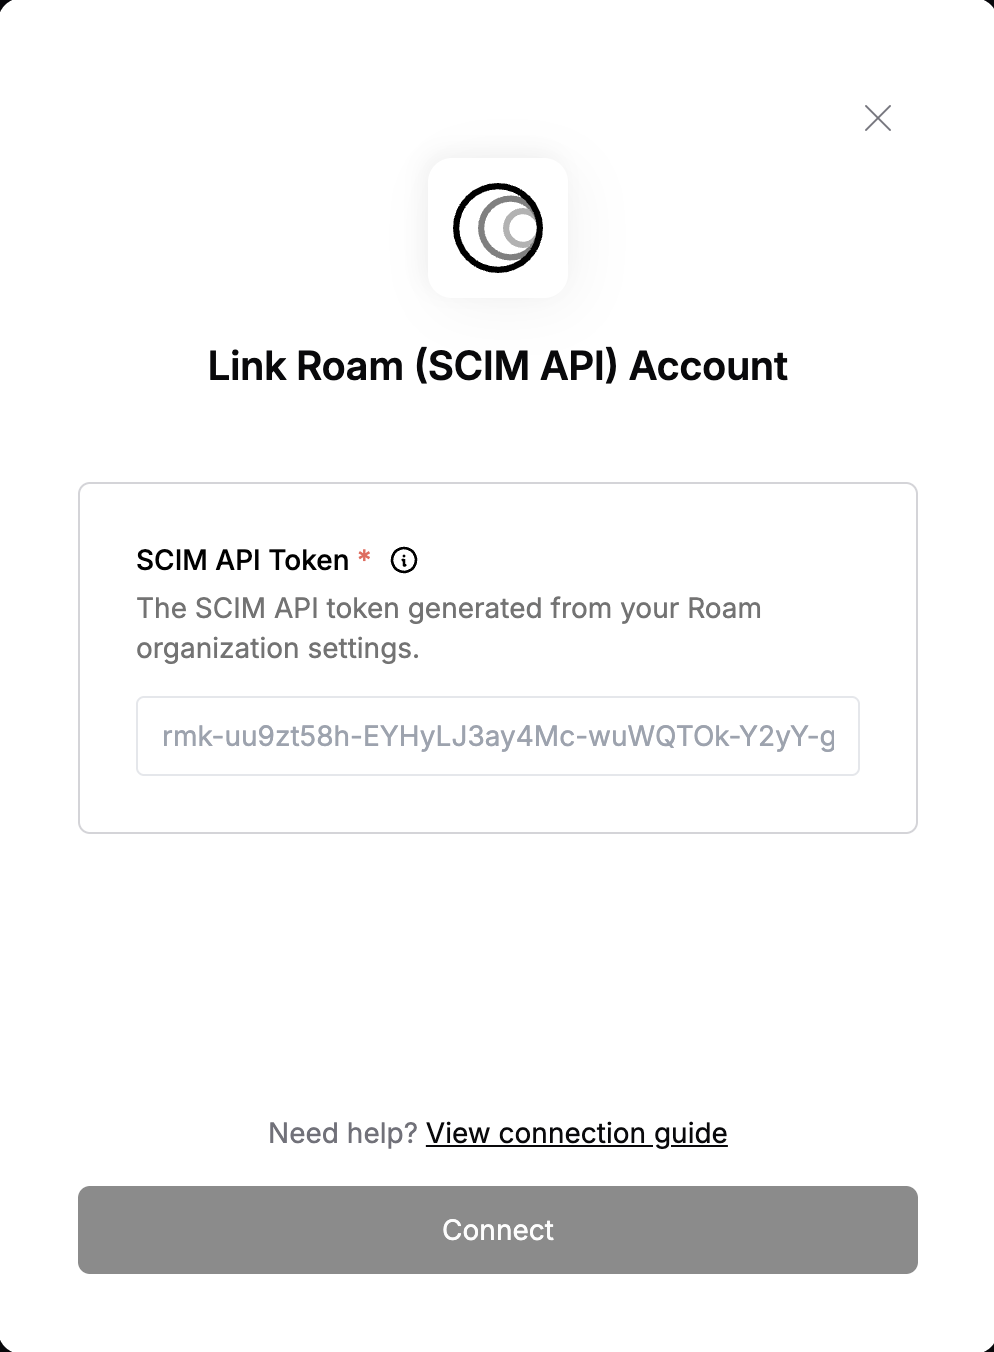 Link Roam (SCIM API) Account
SCIM API Token *
The SCIM API token generated from your Roam
organization settings.
rmk-uu9zt58h-EYHyLJ3ay4Mc-wuWQTOk-Y2yY-g
Need help? View connection guide
Connect